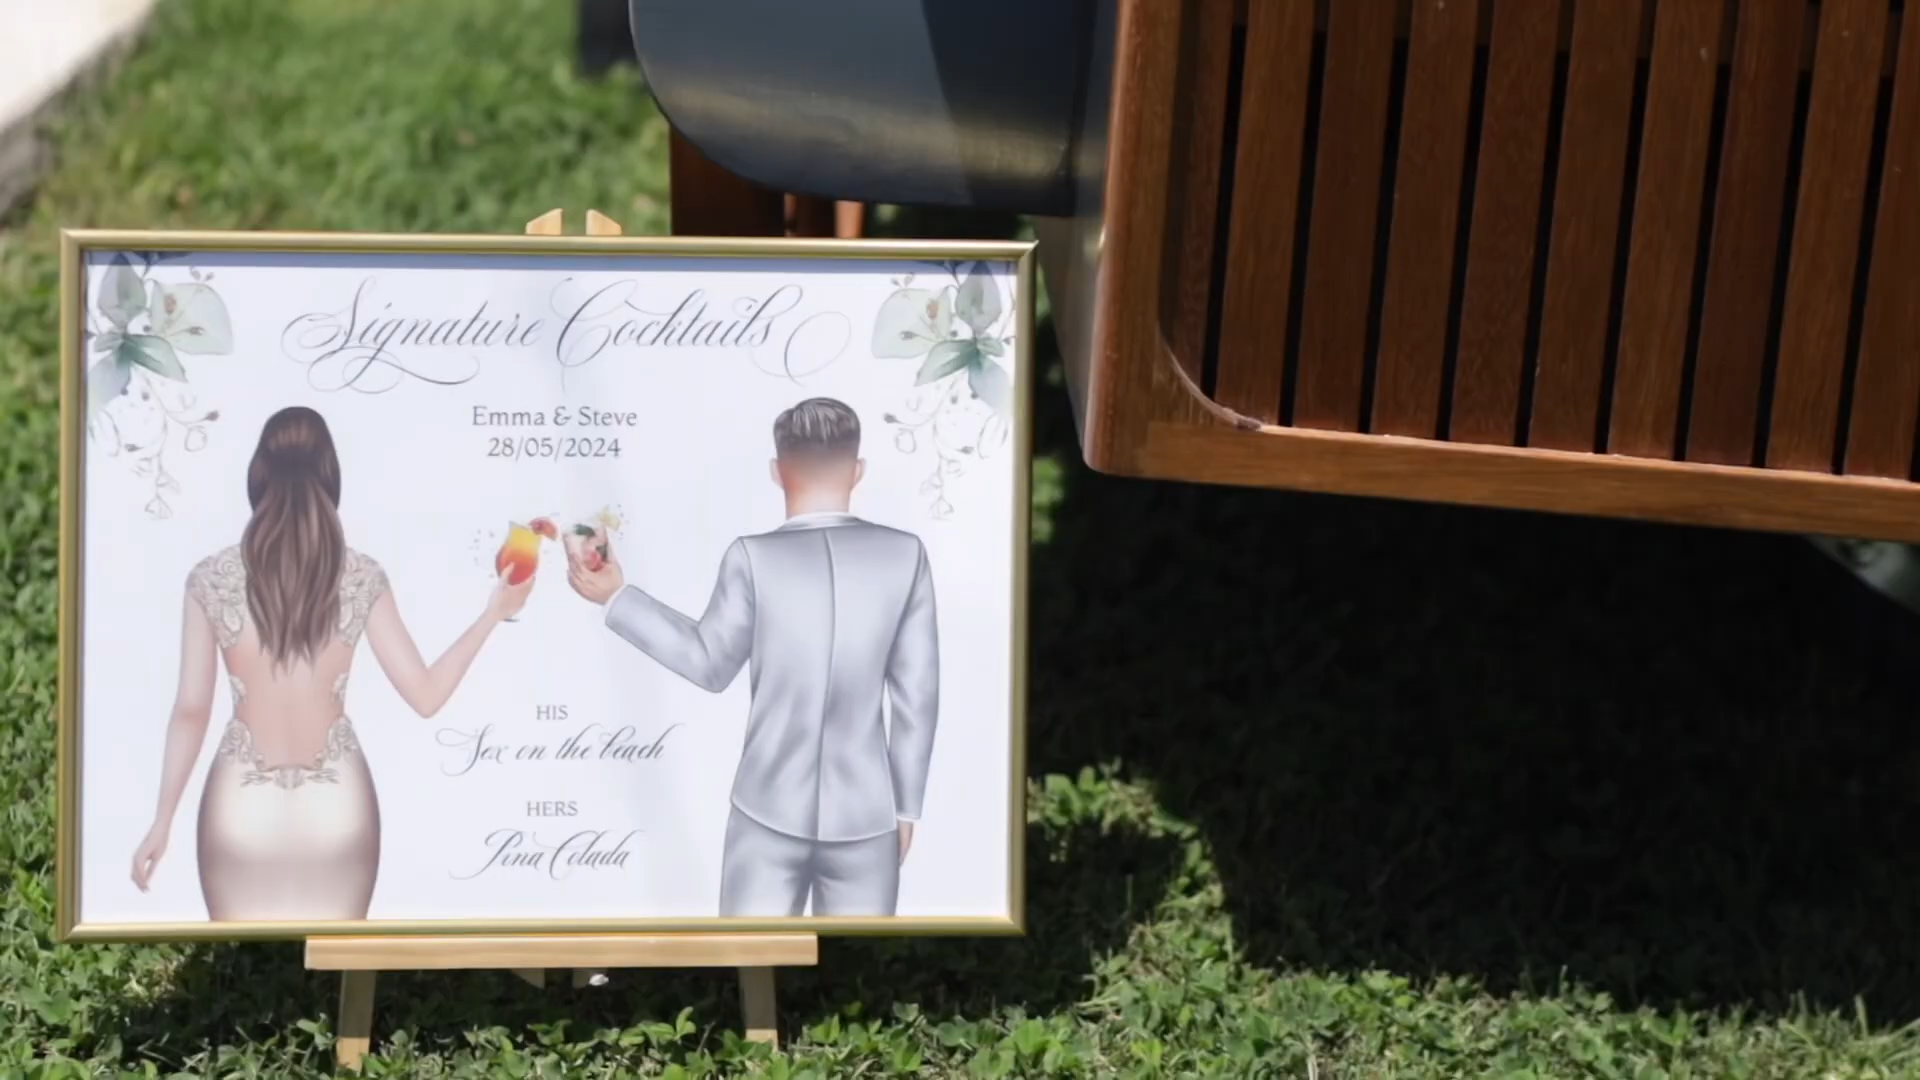 Signature Cocktails
Emma & Steve
28/05/2024
HIS
Sex on the beach
HERS
Pina Colada